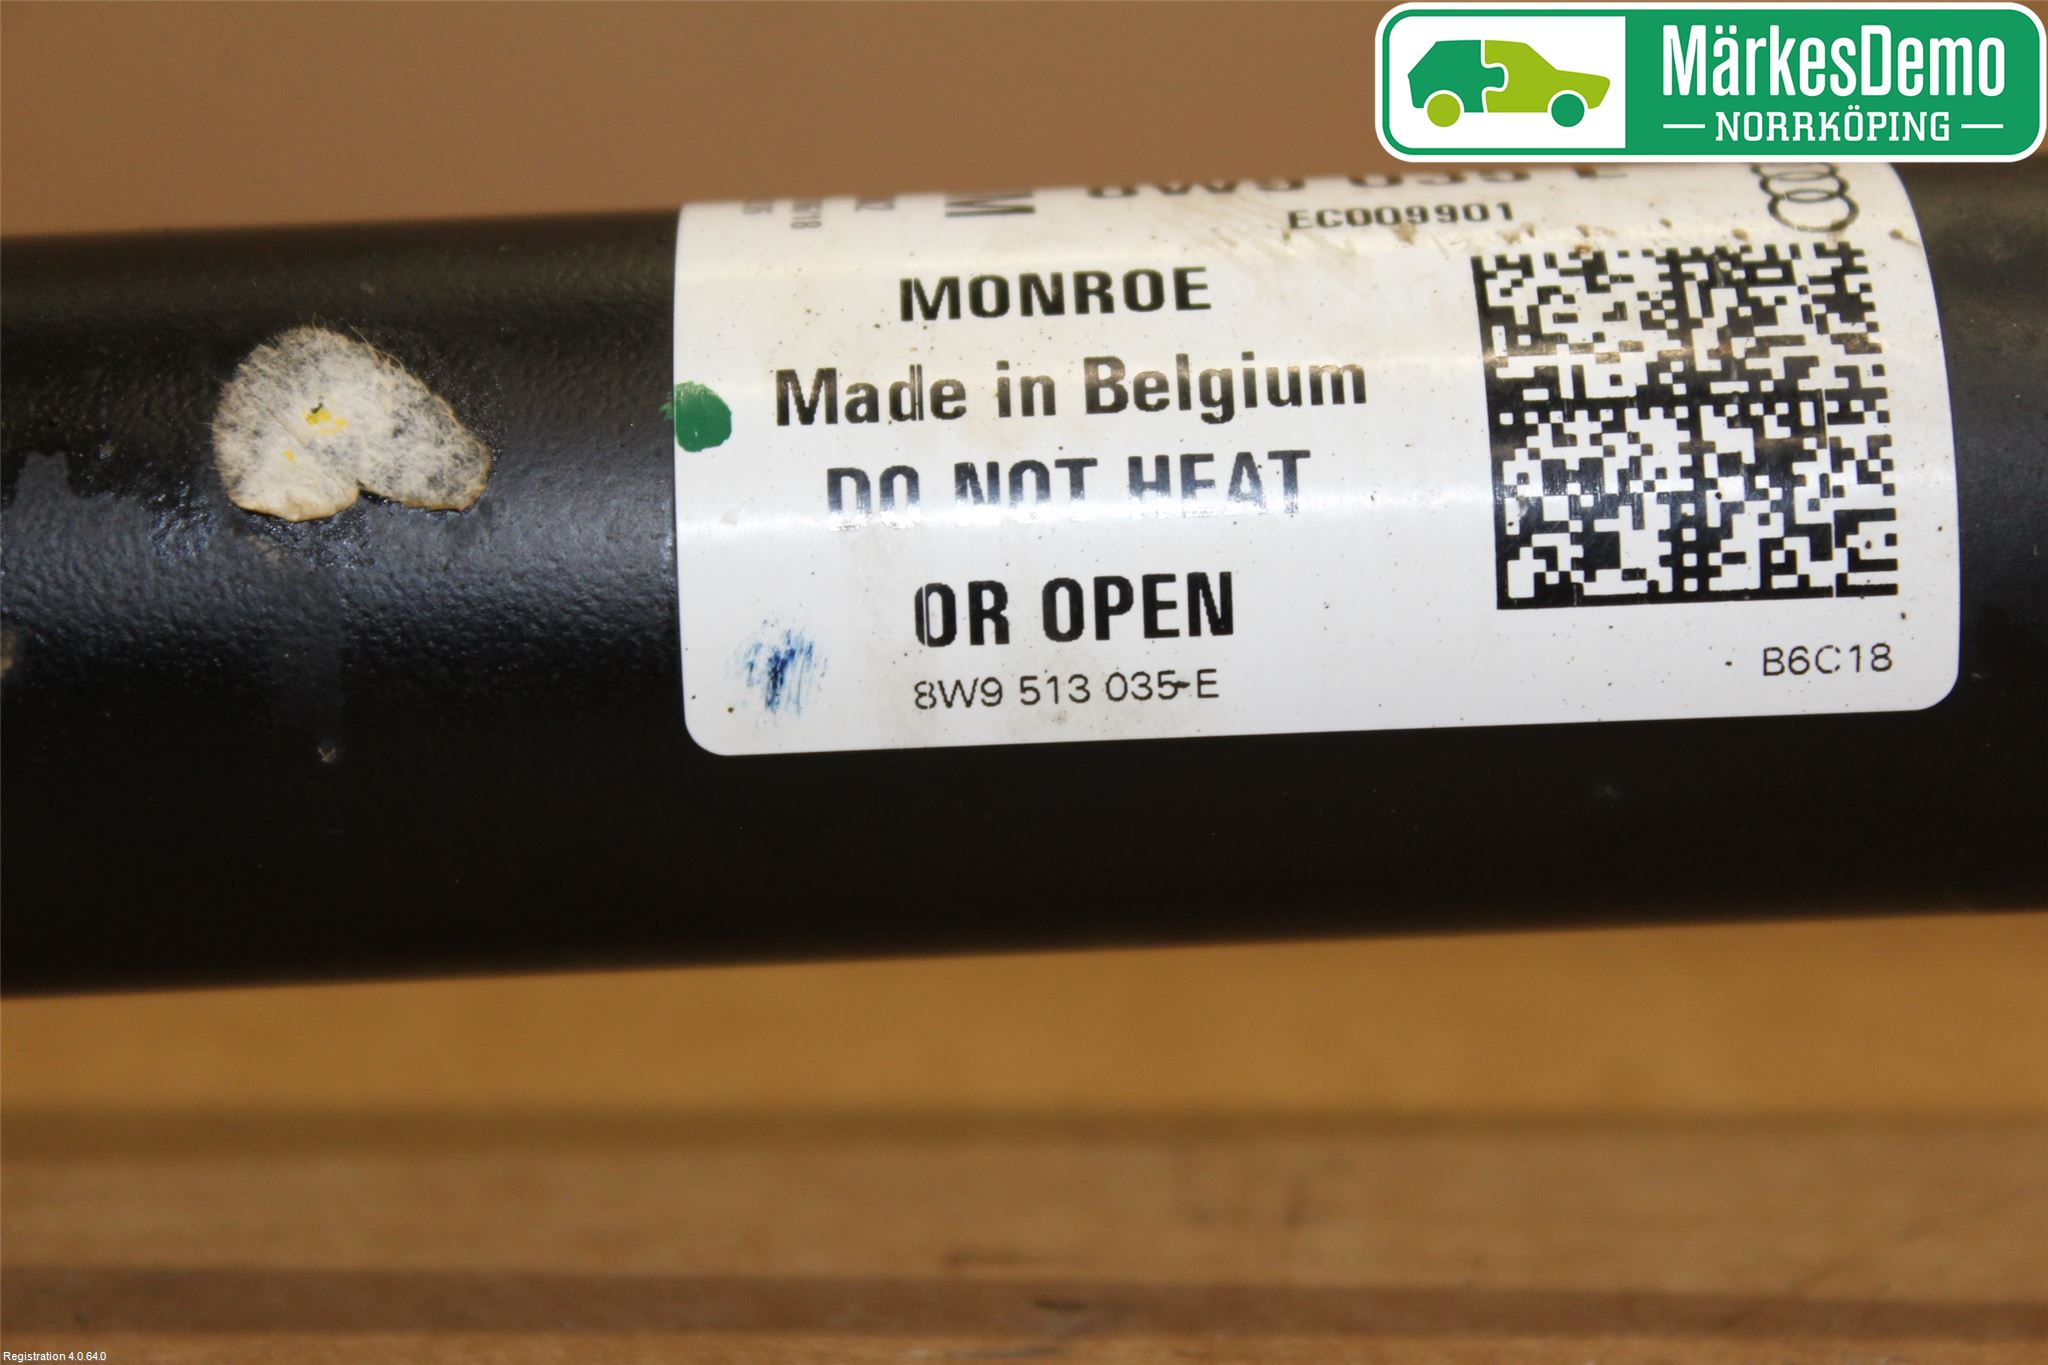 MärkesDemo
NORRKÖPING
EC009901
MONROE
Made in Belgium
DO NOT HEAT
OR OPEN
8W9 513 035 E
B6C18
Registration 4.0.64.0